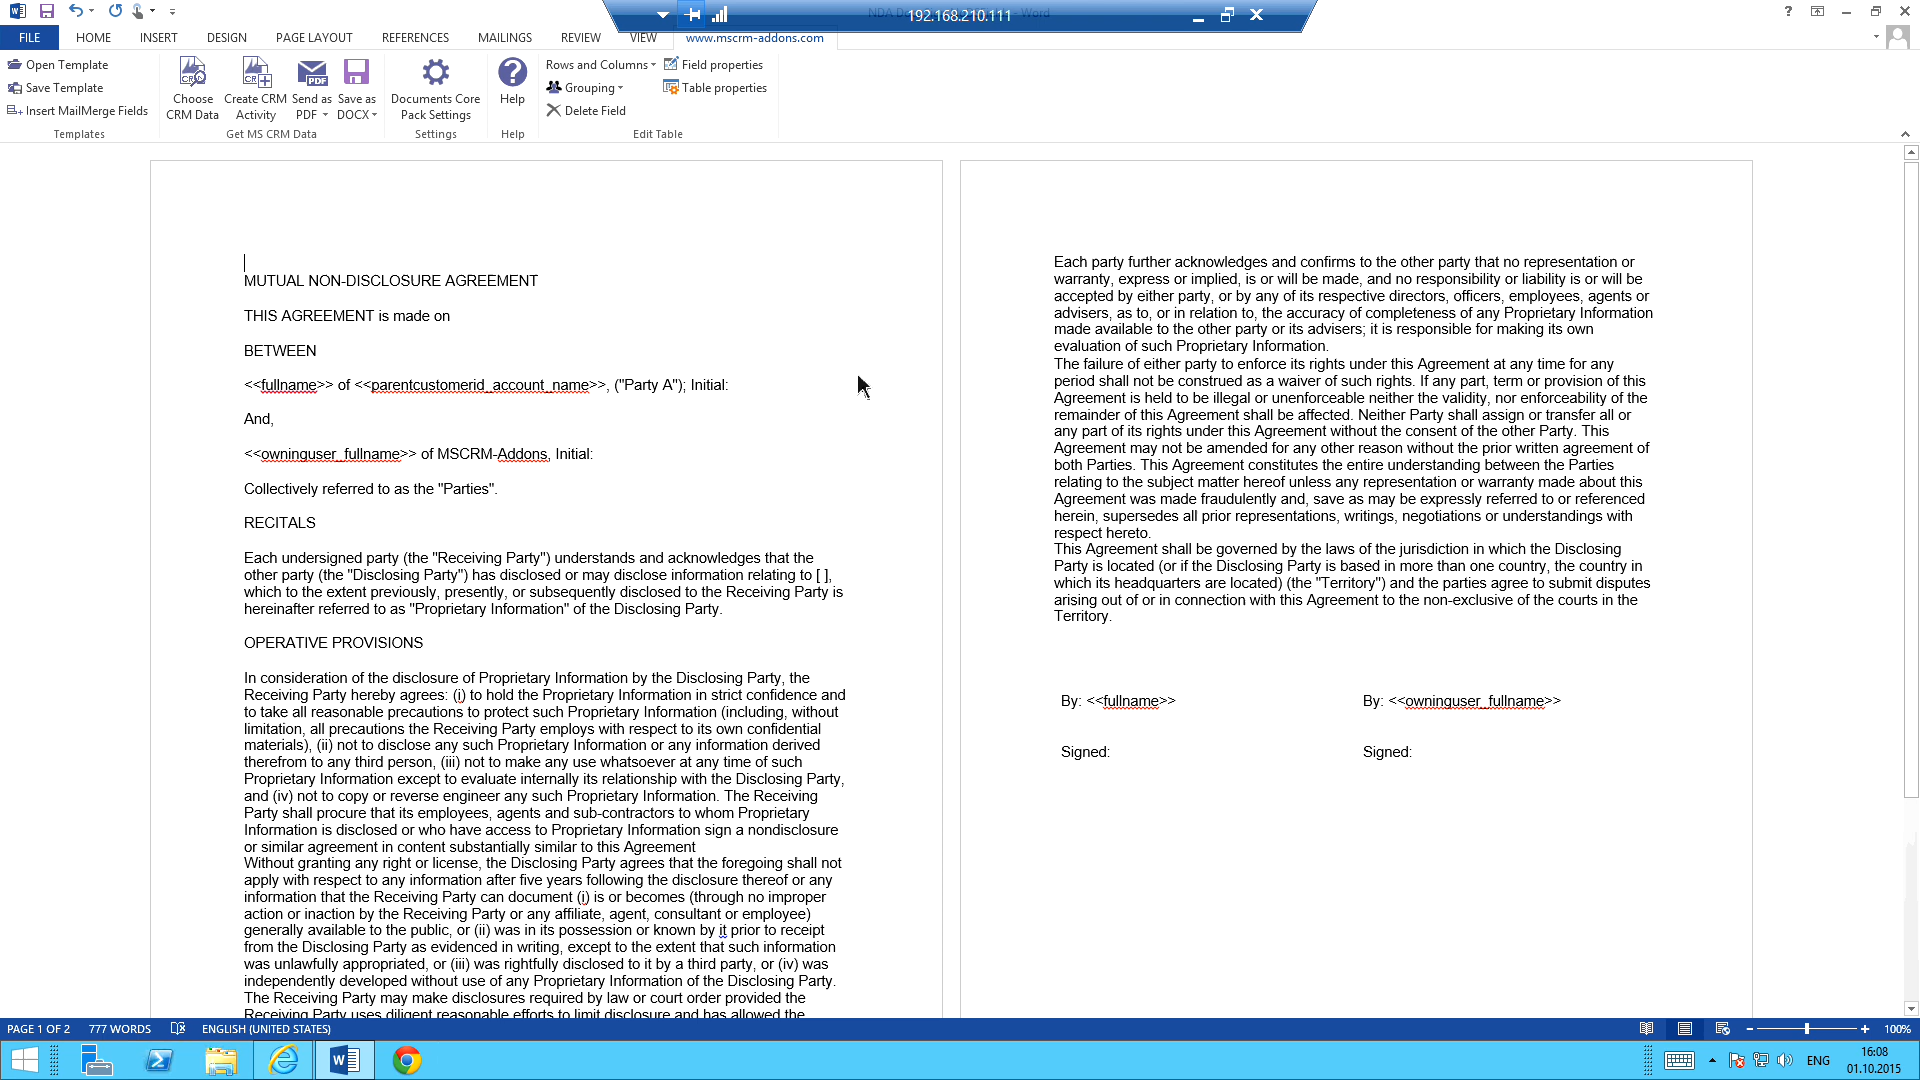 192.168.210.111
FILE HOME INSERT DESIGN PAGE LAYOUT REFERENCES MAILINGS REVIEW VIEW www.mscrm-addons.com
Open Template
Save Template
Insert MailMerge Fields
Templates
Choose CRM Data
Create CRM Activity
Send as PDF
Save as DOCX
Get MS CRM Data
Documents Core Pack Settings
Settings
Help
Help
Rows and Columns
Grouping
Delete Field
Field properties
Table properties
Edit Table
MUTUAL NON-DISCLOSURE AGREEMENT
THIS AGREEMENT is made on
BETWEEN
<<fullname>> of <<parentcustomerid_account_name>>, ("Party A"); Initial:
And,
<<owninguser_fullname>> of MSCRM-Addons, Initial:
Collectively referred to as the "Parties".
RECITALS
Each undersigned party (the "Receiving Party") understands and acknowledges that the
other party (the "Disclosing Party") has disclosed or may disclose information relating to [ ],
which to the extent previously, presently, or subsequently disclosed to the Receiving Party is
hereinafter referred to as "Proprietary Information" of the Disclosing Party.
OPERATIVE PROVISIONS
In consideration of the disclosure of Proprietary Information by the Disclosing Party, the
Receiving Party hereby agrees: (i) to hold the Proprietary Information in strict confidence and
to take all reasonable precautions to protect such Proprietary Information (including, without
limitation, all precautions the Receiving Party employs with respect to its own confidential
materials), (ii) not to disclose any such Proprietary Information or any information derived
therefrom to any third person, (iii) not to make any use whatsoever at any time of such
Proprietary Information except to evaluate internally its relationship with the Disclosing Party,
and (iv) not to copy or reverse engineer any such Proprietary Information. The Receiving
Party shall procure that its employees, agents and sub-contractors to whom Proprietary
Information is disclosed or who have access to Proprietary Information sign a nondisclosure
or similar agreement in content substantially similar to this Agreement
Without granting any right or license, the Disclosing Party agrees that the foregoing shall not
apply with respect to any information after five years following the disclosure thereof or any
information that the Receiving Party can document (i) is or becomes (through no improper
action or inaction by the Receiving Party or any affiliate, agent, consultant or employee)
generally available to the public, or (ii) was in its possession or known by it prior to receipt
from the Disclosing Party as evidenced in writing, except to the extent that such information
was unlawfully appropriated, or (iii) was rightfully disclosed to it by a third party, or (iv) was
independently developed without use of any Proprietary Information of the Disclosing Party.
The Receiving Party may make disclosures required by law or court order provided the
Receiving Party uses diligent reasonable efforts to limit disclosure and has allowed the
Each party further acknowledges and confirms to the other party that no representation or
warranty, express or implied, is or will be made, and no responsibility or liability is or will be
accepted by either party, or by any of its respective directors, officers, employees, agents or
advisers, as to, or in relation to, the accuracy of completeness of any Proprietary Information
made available to the other party or its advisers; it is responsible for making its own
evaluation of such Proprietary Information.
The failure of either party to enforce its rights under this Agreement at any time for any
period shall not be construed as a waiver of such rights. If any part, term or provision of this
Agreement is held to be illegal or unenforceable neither the validity, nor enforceability of the
remainder of this Agreement shall be affected. Neither Party shall assign or transfer all or
any part of its rights under this Agreement without the consent of the other Party. This
Agreement may not be amended for any other reason without the prior written agreement of
both Parties. This Agreement constitutes the entire understanding between the Parties
relating to the subject matter hereof unless any representation or warranty made about this
Agreement was made fraudulently and, save as may be expressly referred to or referenced
herein, supersedes all prior representations, writings, negotiations or understandings with
respect hereto.
This Agreement shall be governed by the laws of the jurisdiction in which the Disclosing
Party is located (or if the Disclosing Party is based in more than one country, the country in
which its headquarters are located) (the "Territory") and the parties agree to submit disputes
arising out of or in connection with this Agreement to the non-exclusive of the courts in the
Territory.
By: <<fullname>> By: <<owninguser_fullname>>
Signed: Signed:
PAGE 1 OF 2 777 WORDS ENGLISH (UNITED STATES) 100%
ENG 16:08
01.10.2015